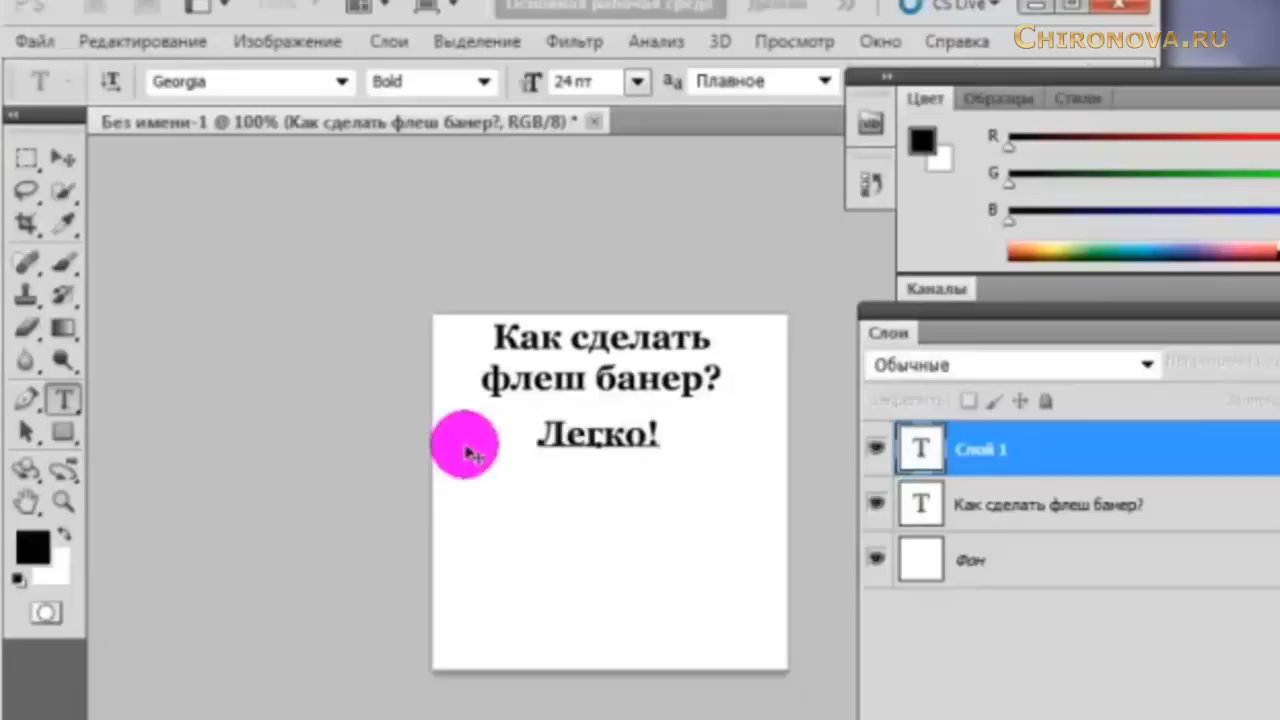 CS Live
Файл Редактирование Изображение Слои Выделение Фильтр Анализ 3D Просмотр Окно Справка
CHIRONOVA.RU
T Georgia Bold T 24 пт aа Плавное
Без имени-1 @ 100% (Как сделать флеш банер?, RGB/8) *
Цвет Образцы Стили
R
G
B
Каналы
Слои
Обычные
Как сделать
флеш банер?
Легко!
T Слой 1
T Как сделать флеш банер?
Фон